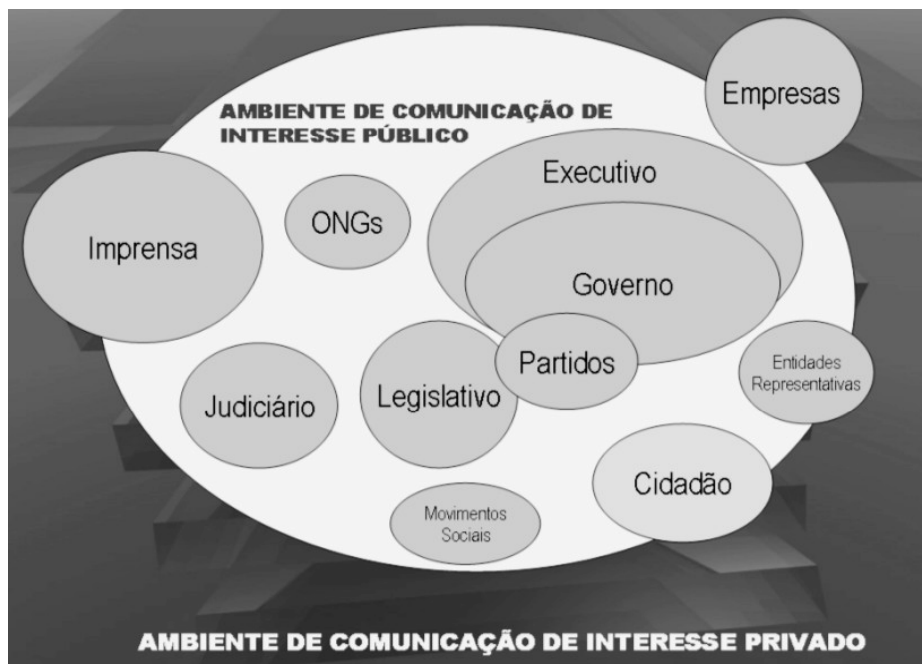 AMBIENTE DE COMUNICAÇÃO DE
INTERESSE PÚBLICO
Empresas
Executivo
Imprensa
ONGs
Governo
Partidos
Entidades
Representativas
Judiciário
Legislativo
Cidadão
Movimentos
Sociais
AMBIENTE DE COMUNICAÇÃO DE INTERESSE PRIVADO